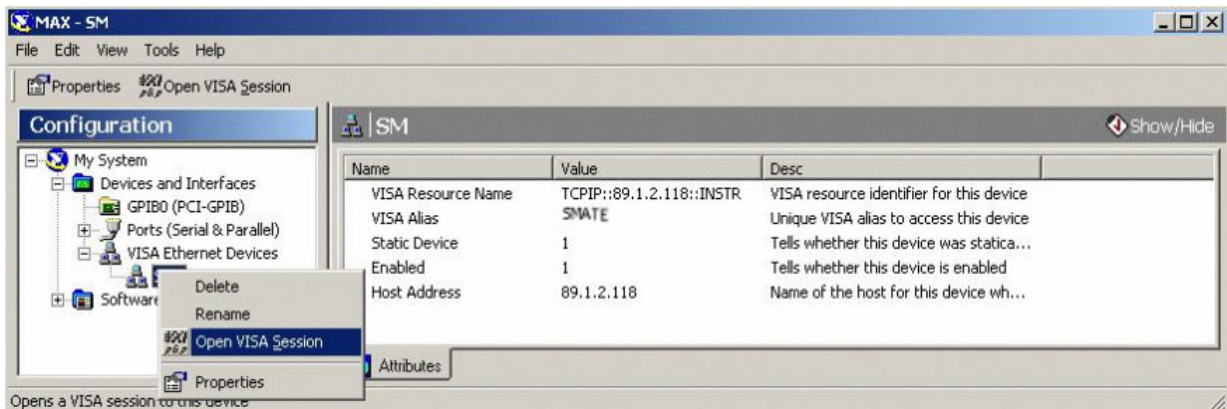 MAX - SM
File Edit View Tools Help
Properties Open VISA Session
Configuration
My System
Devices and Interfaces
GPIB0 (PCI-GPIB)
Ports (Serial & Parallel)
VISA Ethernet Devices
Software
Delete
Rename
Open VISA Session
Properties
SM Show/Hide
Name Value Desc
VISA Resource Name TCPIP::89.1.2.118::INSTR VISA resource identifier for this device
VISA Alias SMATE Unique VISA alias to access this device
Static Device 1 Tells whether this device was statica...
Enabled 1 Tells whether this device is enabled
Host Address 89.1.2.118 Name of the host for this device wh...
Attributes
Opens a VISA session to this device